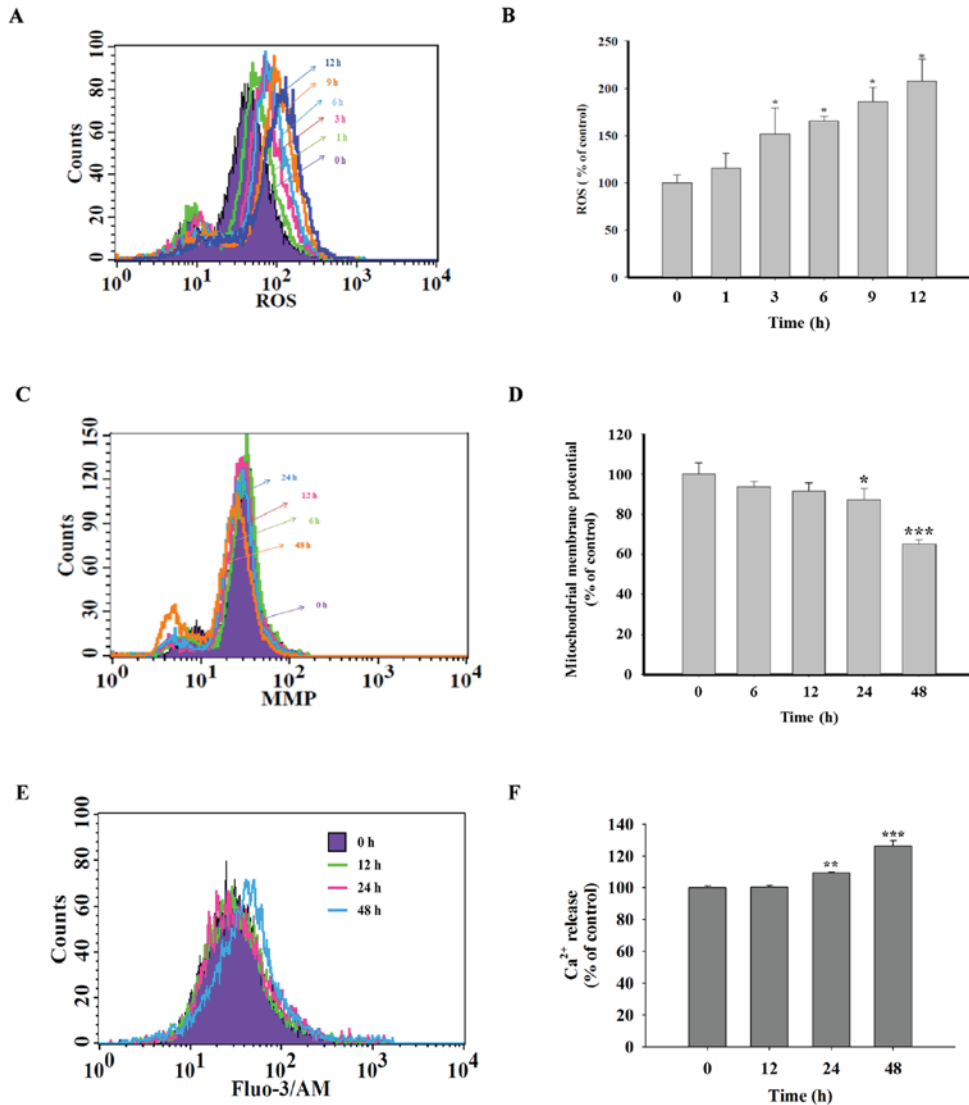 A
100
80
60
40
20
0
Counts
10^0 10^1 10^2 10^3 10^4
ROS
12 h
9 h
6 h
3 h
1 h
0 h
B
250
200
150
100
50
0
ROS ( % of control)
* * * *
0 1 3 6 9 12
Time (h)
C
150
120
90
60
30
0
Counts
10^0 10^1 10^2 10^3 10^4
MMP
24 h
12 h
6 h
48 h
0 h
D
120
100
80
60
40
20
0
Mitochondrial membrane potential
(% of control)
* ***
0 6 12 24 48
Time (h)
E
100
80
60
40
20
0
Counts
10^0 10^1 10^2 10^3 10^4
Fluo-3/AM
0 h
12 h
24 h
48 h
F
140
120
100
80
60
40
20
0
Ca²⁺ release
(% of control)
** ***
0 12 24 48
Time (h)